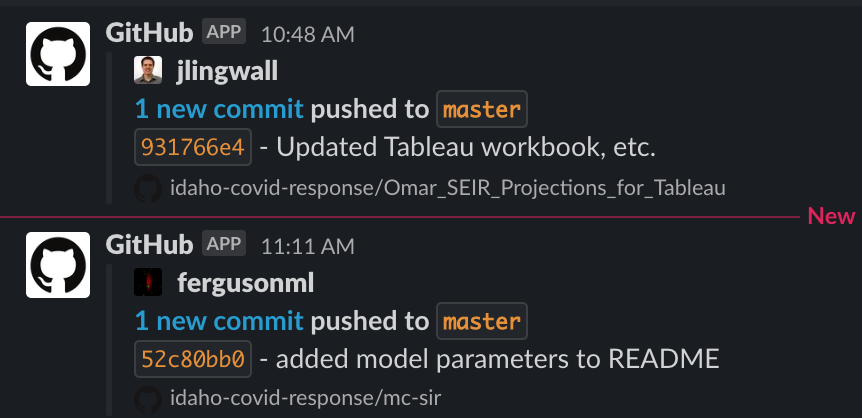 GitHub APP 10:48 AM
jlingwall
1 new commit pushed to master
931766e4 - Updated Tableau workbook, etc.
idaho-covid-response/Omar_SEIR_Projections_for_Tableau
New
GitHub APP 11:11 AM
fergusonml
1 new commit pushed to master
52c80bb0 - added model parameters to README
idaho-covid-response/mc-sir